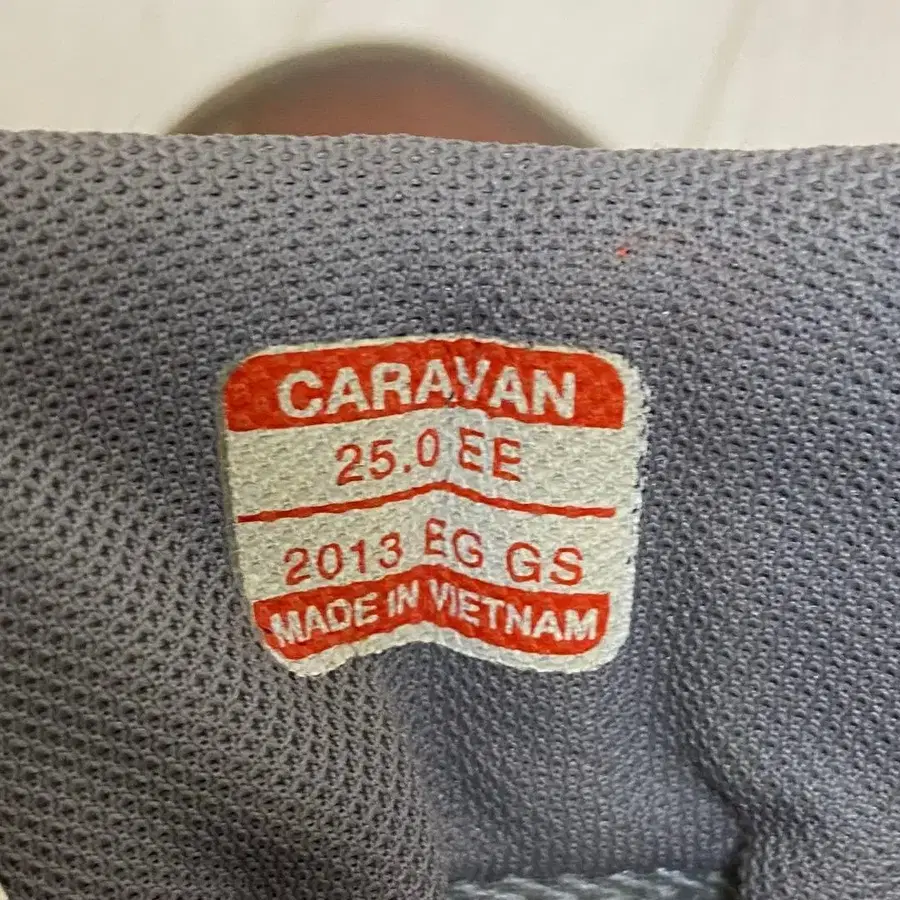 CARAVAN
25.0 EE
2013 EG GS
MADE IN VIETNAM